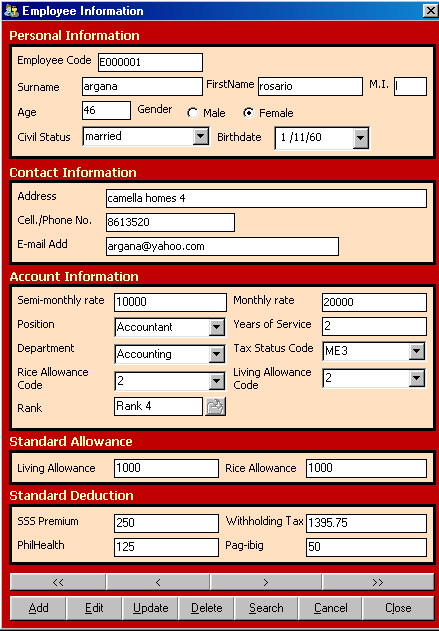 Employee Information
Personal Information
Employee Code E000001
Surname argana FirstName rosario M.I. l
Age 46 Gender Male Female
Civil Status married Birthdate 1 /11/60
Contact Information
Address camella homes 4
Cell./Phone No. 8613520
E-mail Add argana@yahoo.com
Account Information
Semi-monthly rate 10000 Monthly rate 20000
Position Accountant Years of Service 2
Department Accounting Tax Status Code ME3
Rice Allowance Code 2 Living Allowance Code 2
Rank Rank 4
Standard Allowance
Living Allowance 1000 Rice Allowance 1000
Standard Deduction
SSS Premium 250 Withholding Tax 1395.75
PhilHealth 125 Pag-ibig 50
<< < > >>
Add Edit Update Delete Search Cancel Close